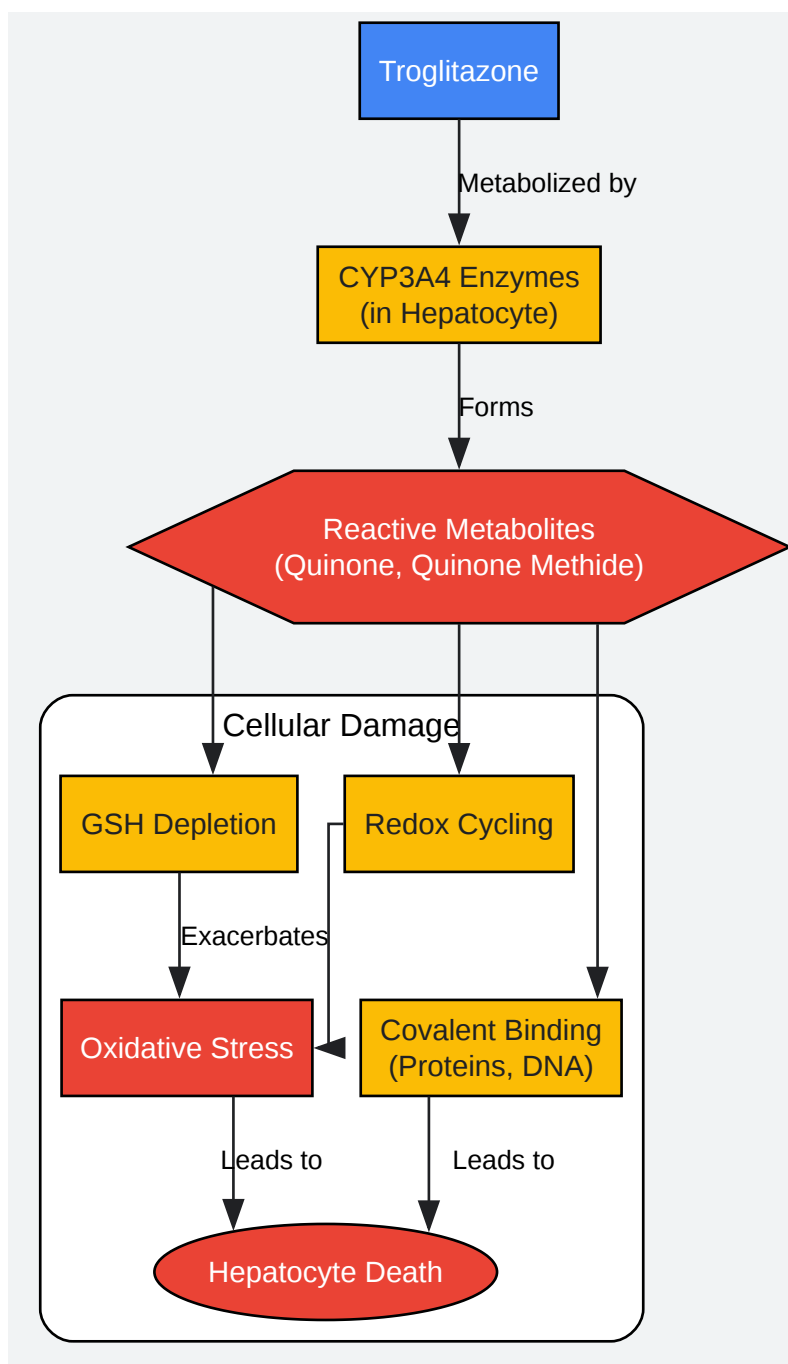 Troglitazone
Metabolized by
CYP3A4 Enzymes
(in Hepatocyte)
Forms
Reactive Metabolites
(Quinone, Quinone Methide)
Cellular Damage
GSH Depletion
Redox Cycling
Exacerbates
Oxidative Stress
Covalent Binding
(Proteins, DNA)
Leads to
Leads to
Hepatocyte Death